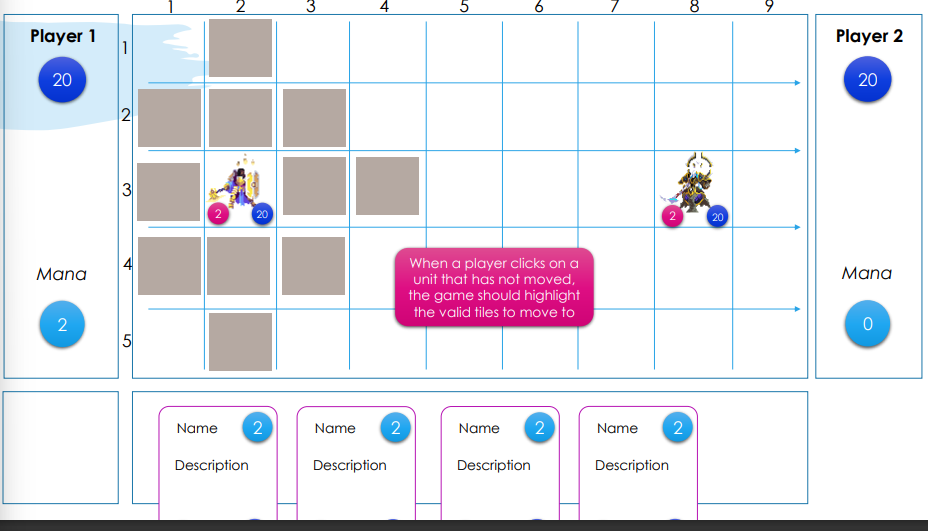 1 2 3 4 5 6 7 8 9
Player 1
20
Mana
2
1
2
3
4
5
2 20
2 20
When a player clicks on a
unit that has not moved,
the game should highlight
the valid tiles to move to
Player 2
20
Mana
0
Name 2
Description
Name 2
Description
Name 2
Description
Name 2
Description